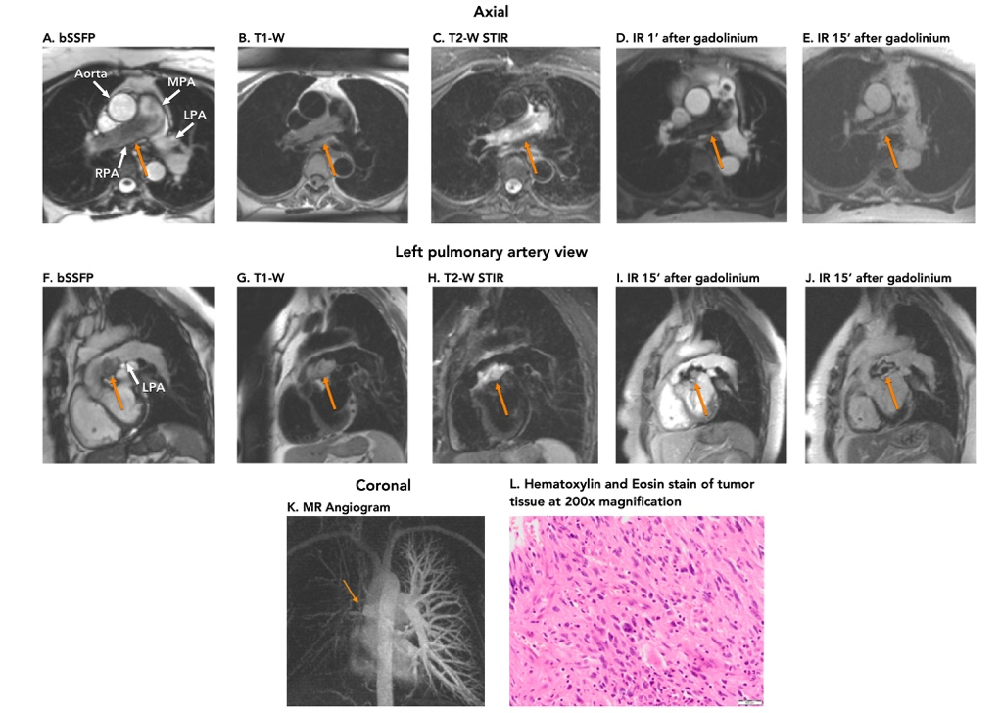 Axial
A. bSSFP
B. T1-W
C. T2-W STIR
D. IR 1' after gadolinium
E. IR 15' after gadolinium
Aorta
MPA
LPA
RPA
Left pulmonary artery view
F. bSSFP
G. T1-W
H. T2-W STIR
I. IR 15' after gadolinium
J. IR 15' after gadolinium
LPA
Coronal
K. MR Angiogram
L. Hematoxylin and Eosin stain of tumor
tissue at 200x magnification